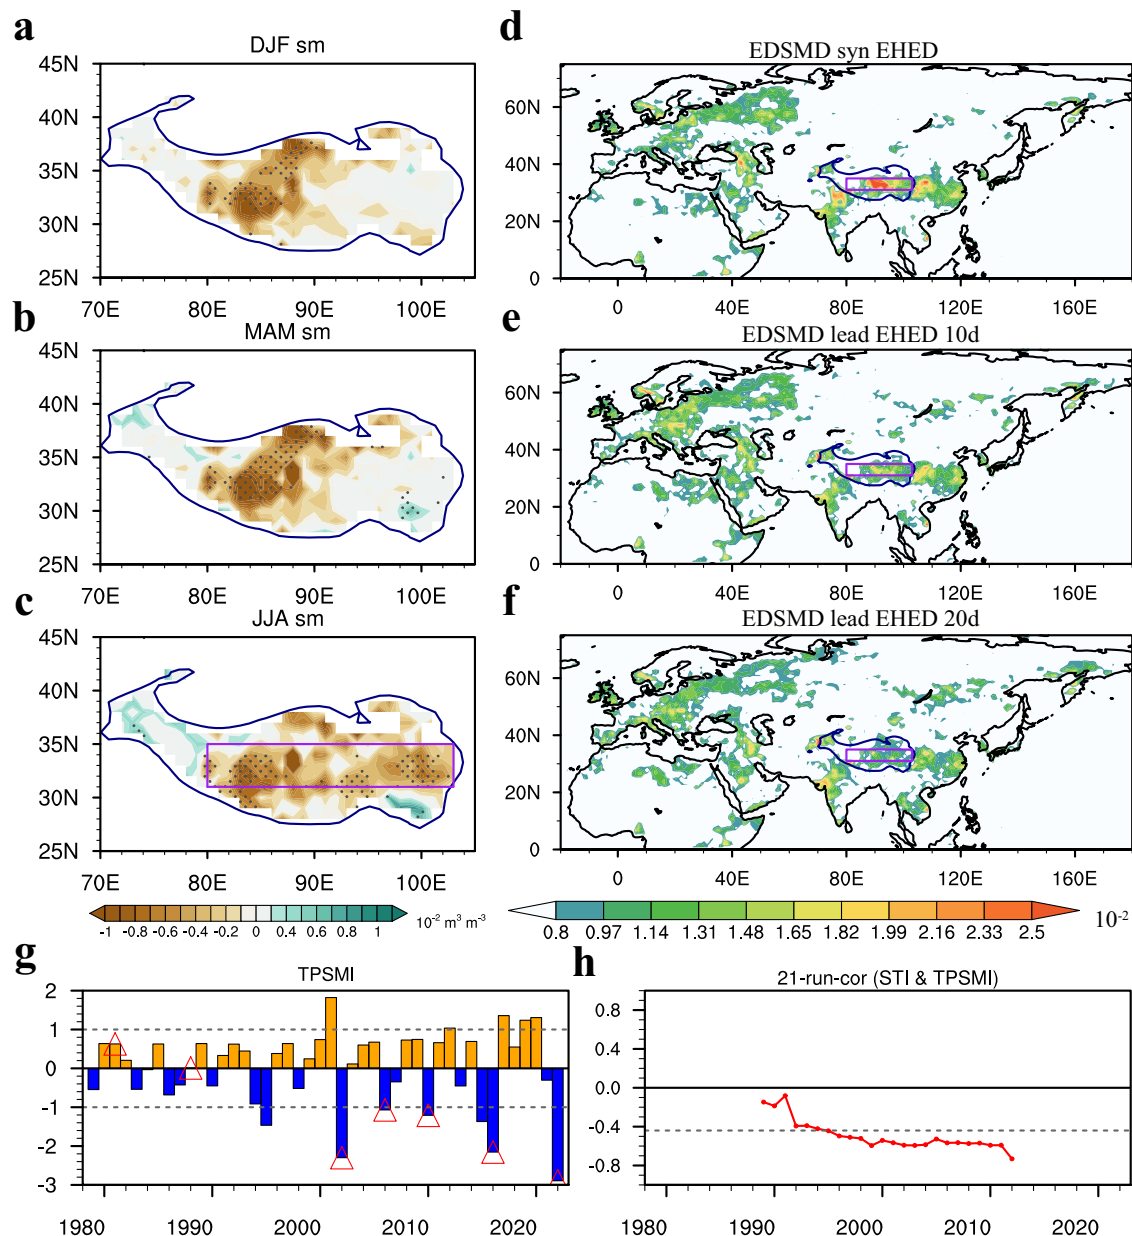 a
DJF sm
45N
40N
35N
30N
25N
70E 80E 90E 100E
b
MAM sm
45N
40N
35N
30N
25N
70E 80E 90E 100E
c
JJA sm
45N
40N
35N
30N
25N
70E 80E 90E 100E
-1 -0.8 -0.6 -0.4 -0.2 0 0.2 0.4 0.6 0.8 1
10⁻² m³ m⁻³
d
EDSMD syn EHED
60N
40N
20N
0
0 40E 80E 120E 160E
e
EDSMD lead EHED 10d
60N
40N
20N
0
0 40E 80E 120E 160E
f
EDSMD lead EHED 20d
60N
40N
20N
0
0 40E 80E 120E 160E
0.8 0.97 1.14 1.31 1.48 1.65 1.82 1.99 2.16 2.33 2.5
10⁻²
g
TPSMI
2
1
0
-1
-2
-3
1980 1990 2000 2010 2020
h
21-run-cor (STI & TPSMI)
0.8
0.4
0.0
-0.4
-0.8
1980 1990 2000 2010 2020